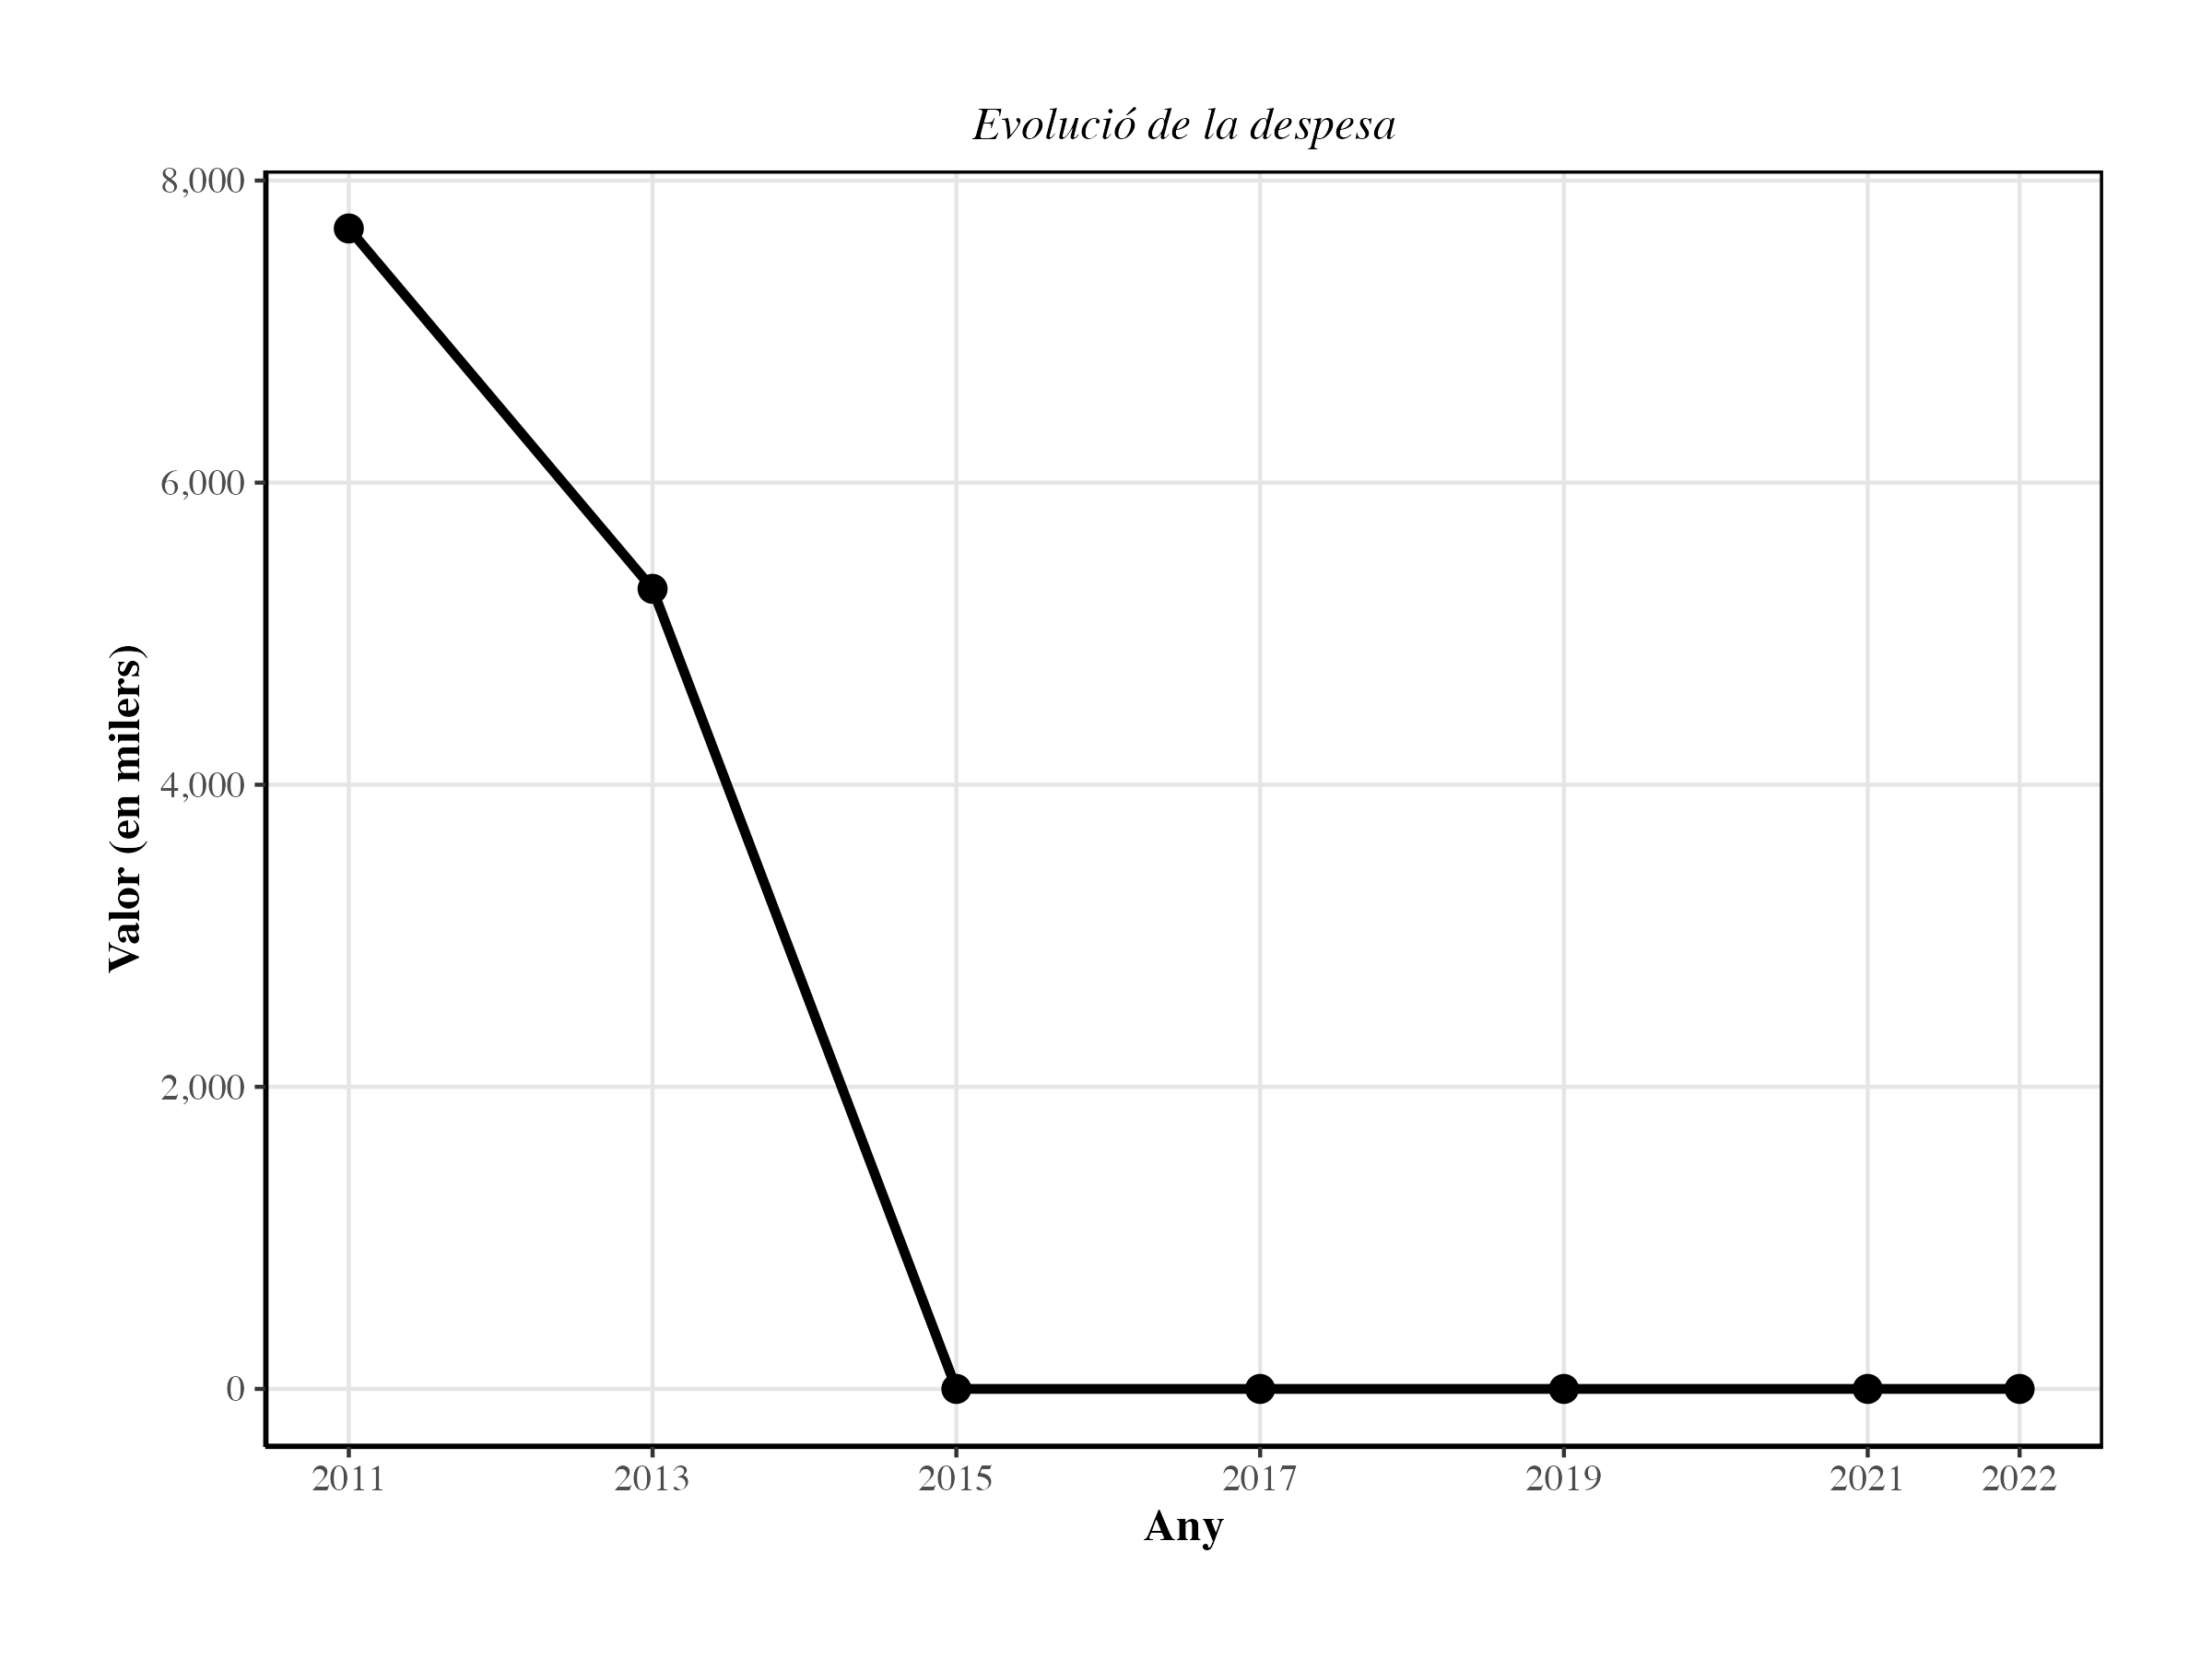 Evolució de la despesa
Valor (en milers)
8,000
6,000
4,000
2,000
0
2011 2013 2015 2017 2019 2021 2022
Any